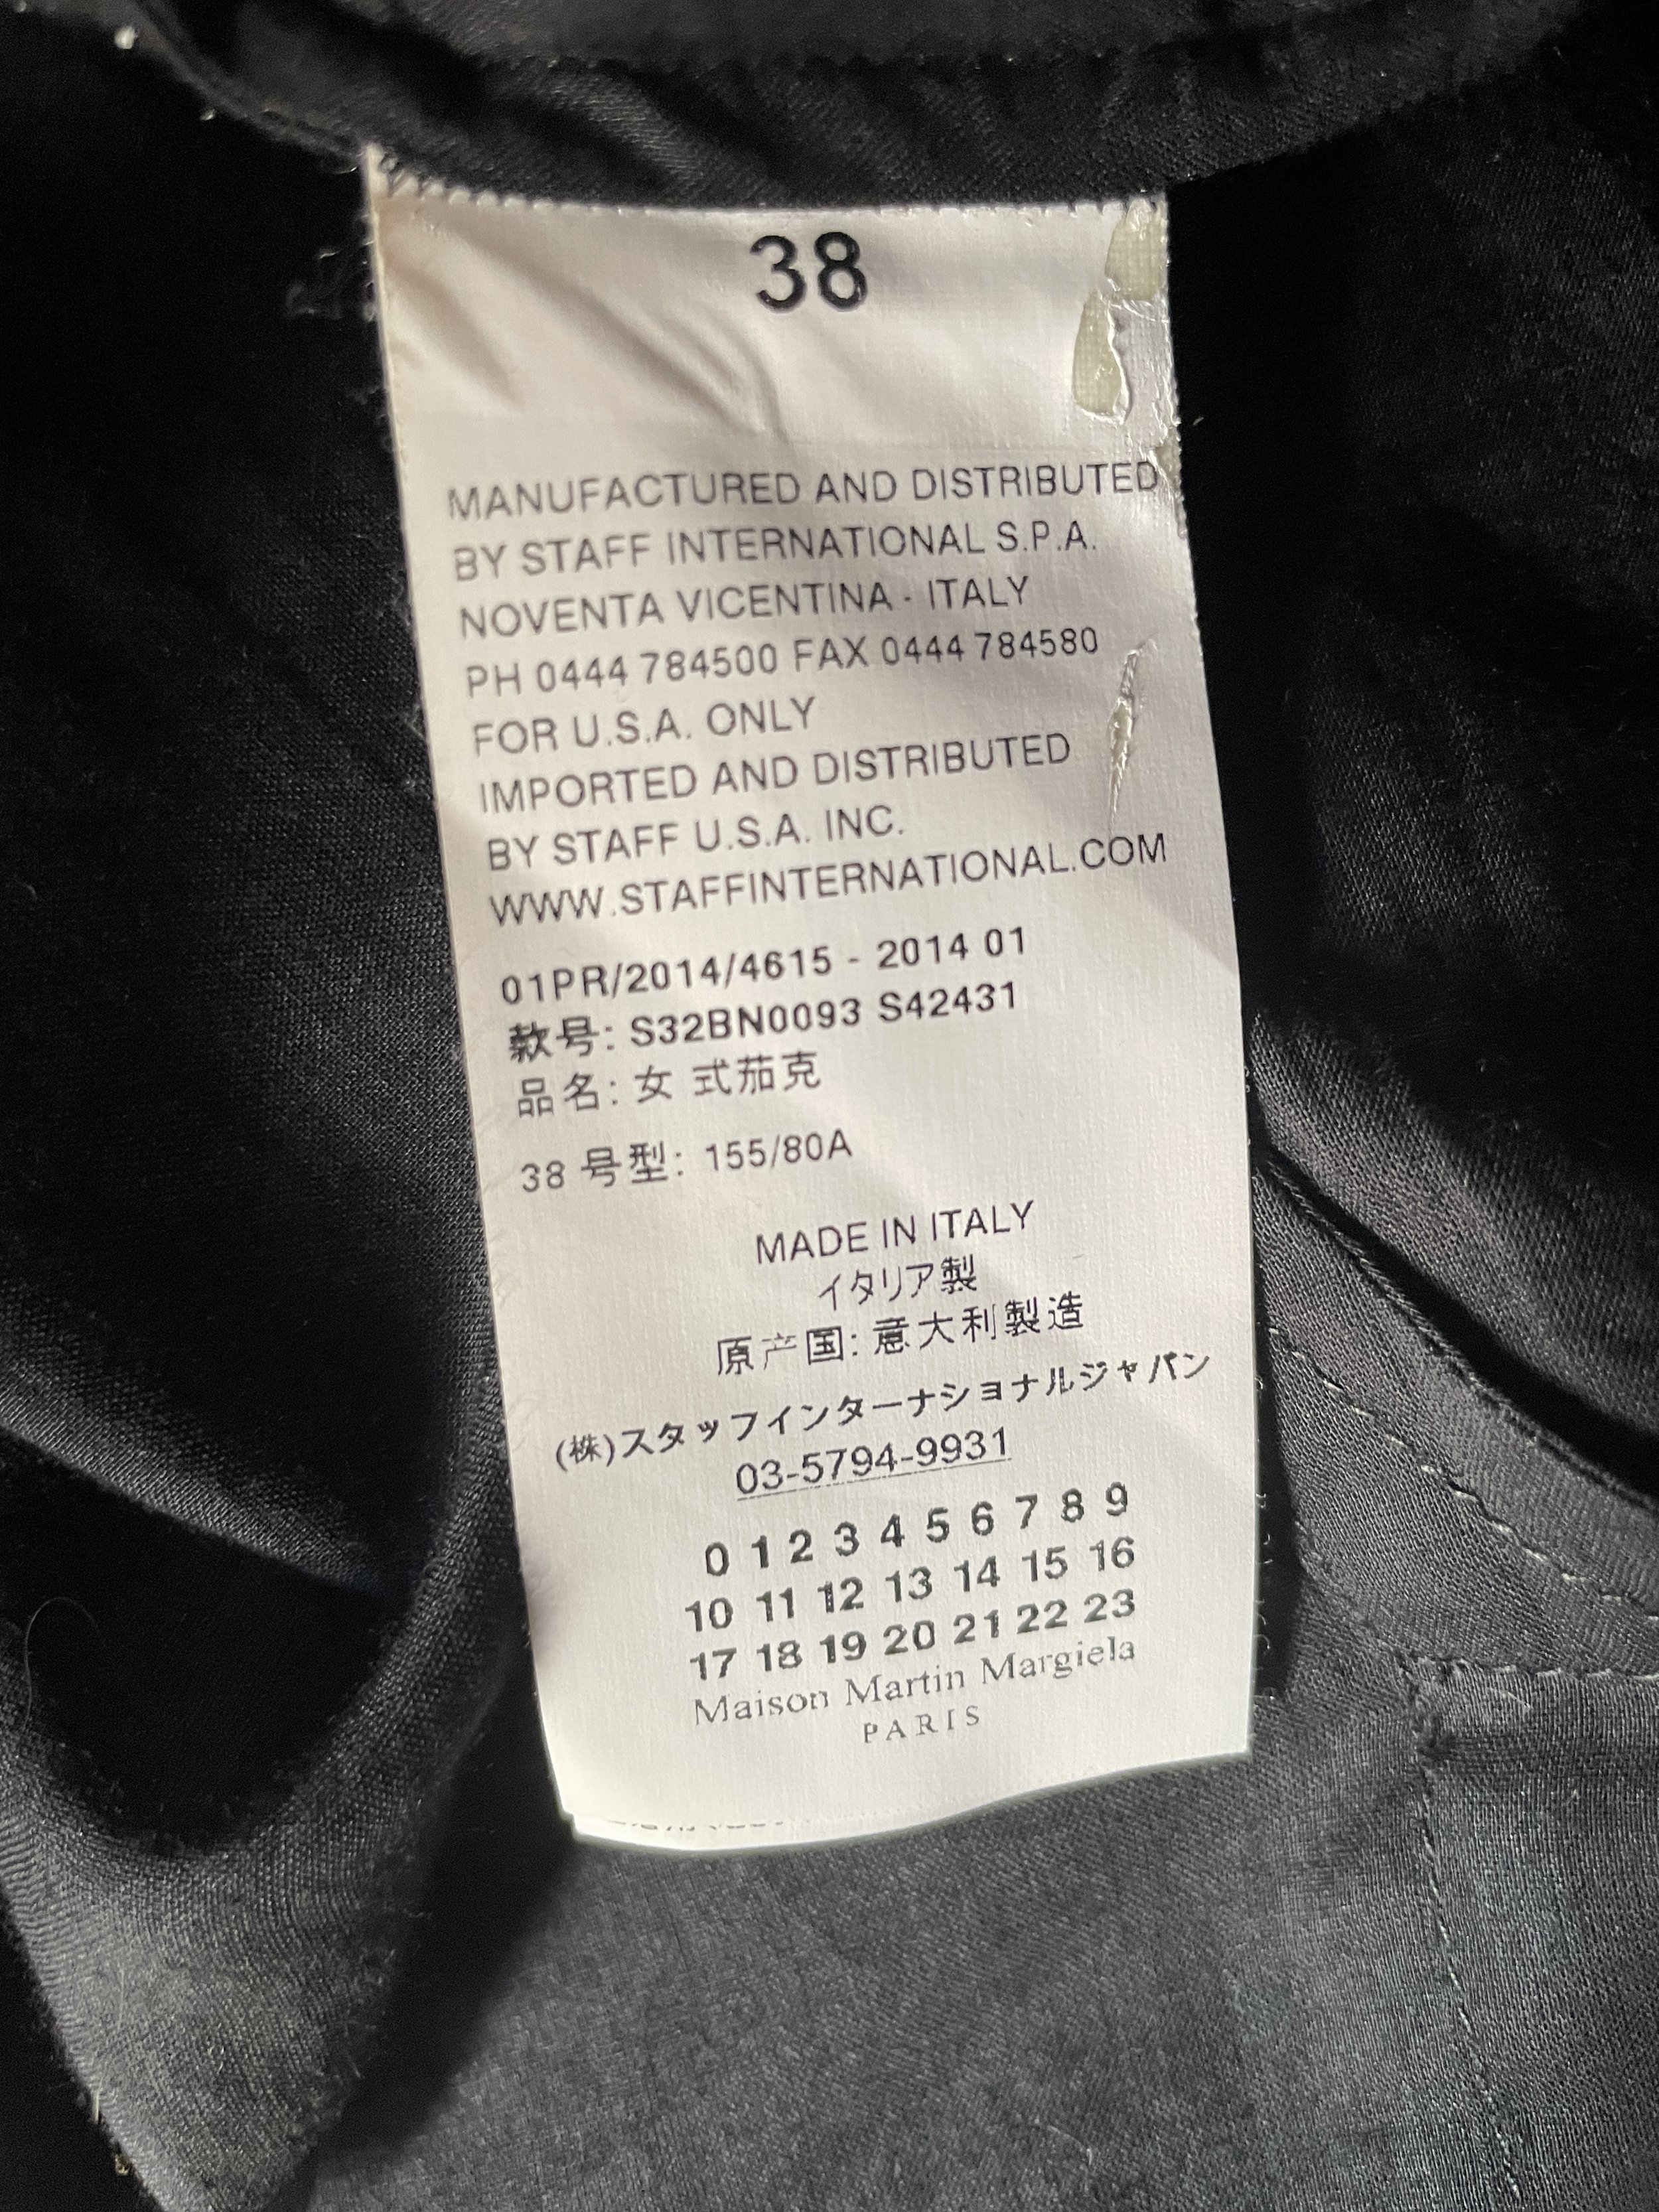 38
MANUFACTURED AND DISTRIBUTED
BY STAFF INTERNATIONAL S.P.A.
NOVENTA VICENTINA - ITALY
PH 0444 784500 FAX 0444 784580
FOR U.S.A. ONLY
IMPORTED AND DISTRIBUTED
BY STAFF U.S.A. INC.
WWW.STAFFINTERNATIONAL.COM
01PR/2014/4615 - 2014 01
款号: S32BN0093 S42431
品名: 女 式茄克
38 号型: 155/80A
MADE IN ITALY
イタリア製
原产国: 意大利製造
(株)スタッフインターナショナルジャパン
03-5794-9931
0 1 2 3 4 5 6 7 8 9
10 11 12 13 14 15 16
17 18 19 20 21 22 23
Maison Martin Margiela
PARIS